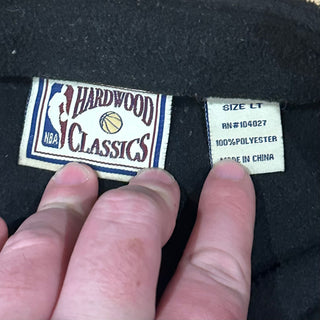 HARDWOOD
NBA
CLASSICS
SIZE LT
RN#104027
100%POLYESTER
MADE IN CHINA